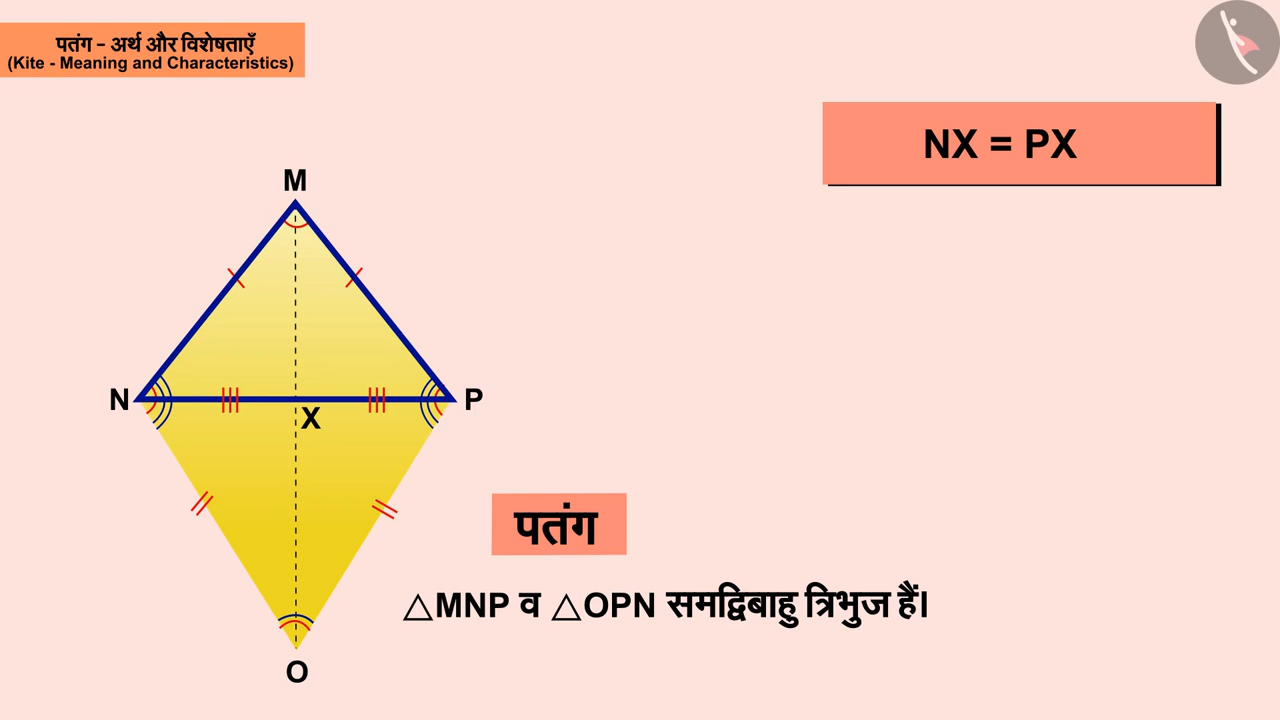 पतंग - अर्थ और विशेषताएँ
(Kite - Meaning and Characteristics)
NX = PX
M
N
P
X
पतंग
△MNP व △OPN समद्विबाहु त्रिभुज हैं।
O